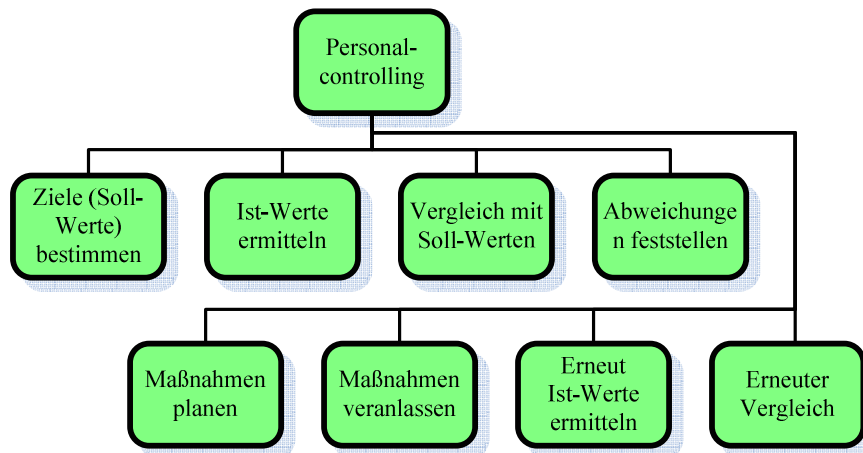 Personal-
controlling
Ziele (Soll-
Werte)
bestimmen
Ist-Werte
ermitteln
Vergleich mit
Soll-Werten
Abweichunge
n feststellen
Maßnahmen
planen
Maßnahmen
veranlassen
Erneut
Ist-Werte
ermitteln
Erneuter
Vergleich